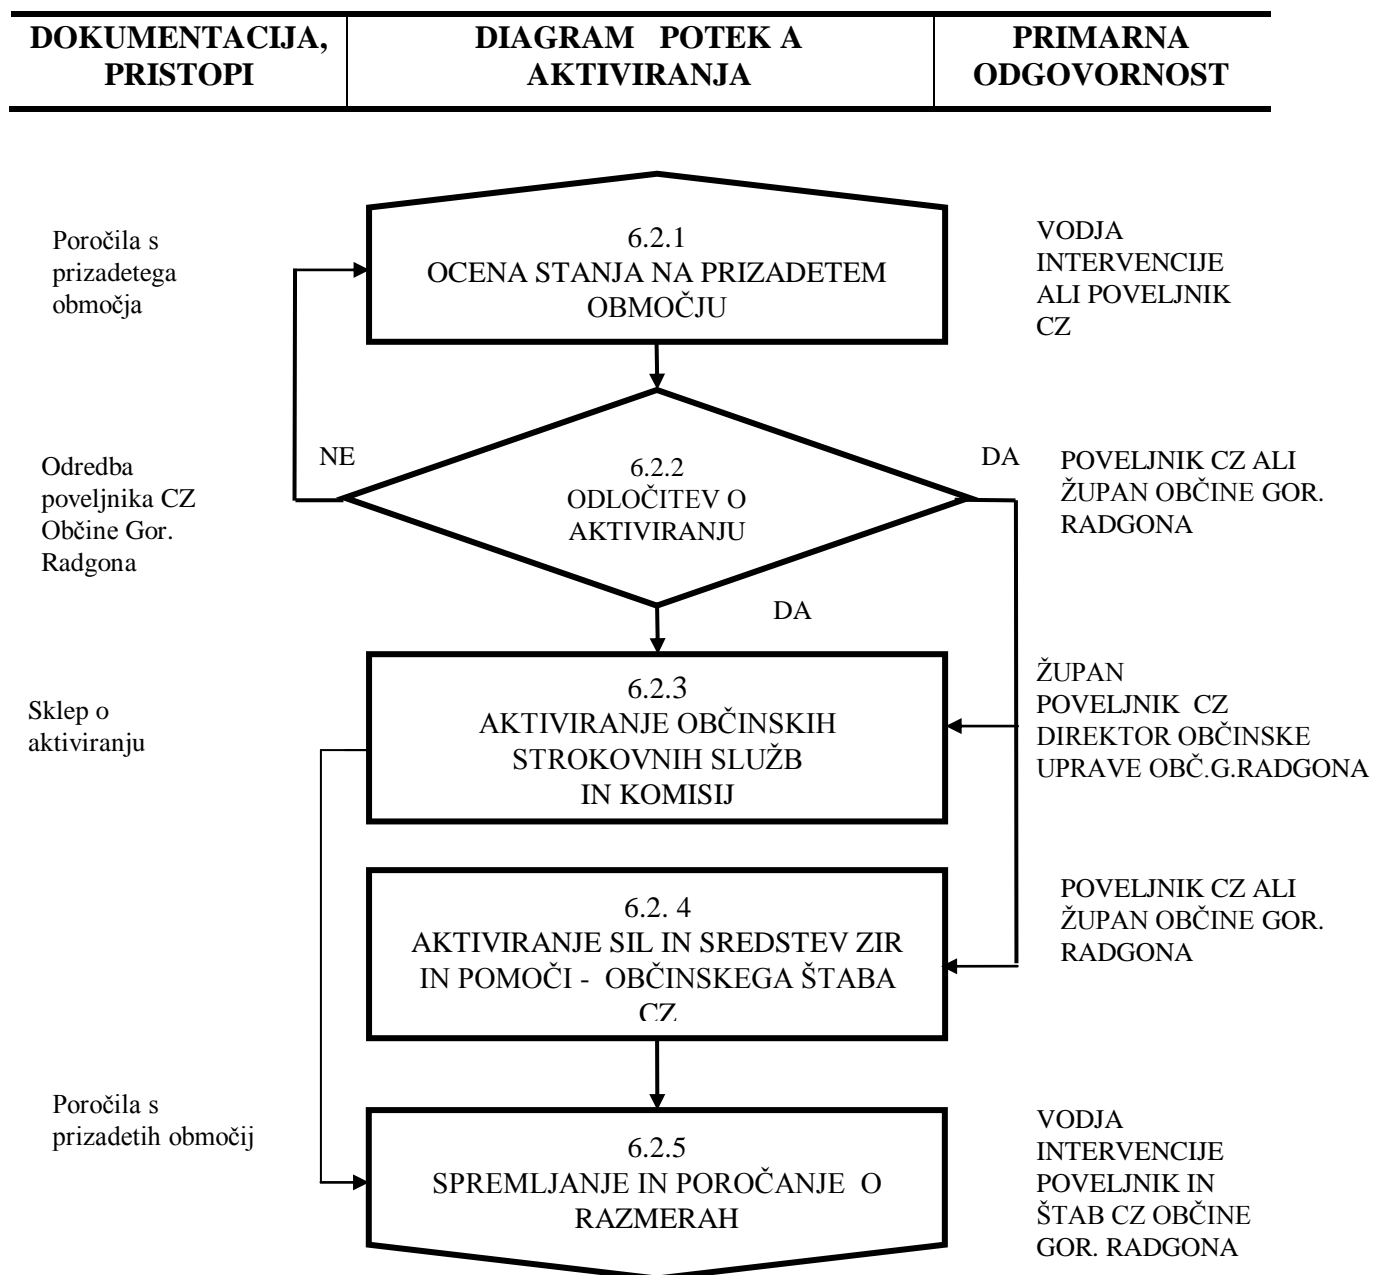 DOKUMENTACIJA,
PRISTOPI
DIAGRAM POTEK A
AKTIVIRANJA
PRIMARNA
ODGOVORNOST
Poročila s
prizadetega
območja
6.2.1
OCENA STANJA NA PRIZADETEM
OBMOČJU
VODJA
INTERVENCIJE
ALI POVELJNIK
CZ
Odredba
poveljnika CZ
Občine Gor.
Radgona
NE
6.2.2
ODLOČITEV O
AKTIVIRANJU
DA
POVELJNIK CZ ALI
ŽUPAN OBČINE GOR.
RADGONA
DA
Sklep o
aktiviranju
6.2.3
AKTIVIRANJE OBČINSKIH
STROKOVNIH SLUŽB
IN KOMISIJ
ŽUPAN
POVELJNIK CZ
DIREKTOR OBČINSKE
UPRAVE OBČ.G.RADGONA
6.2. 4
AKTIVIRANJE SIL IN SREDSTEV ZIR
IN POMOČI - OBČINSKEGA ŠTABA
CZ
POVELJNIK CZ ALI
ŽUPAN OBČINE GOR.
RADGONA
Poročila s
prizadetih območij
6.2.5
SPREMLJANJE IN POROČANJE O
RAZMERAH
VODJA
INTERVENCIJE
POVELJNIK IN
ŠTAB CZ OBČINE
GOR. RADGONA